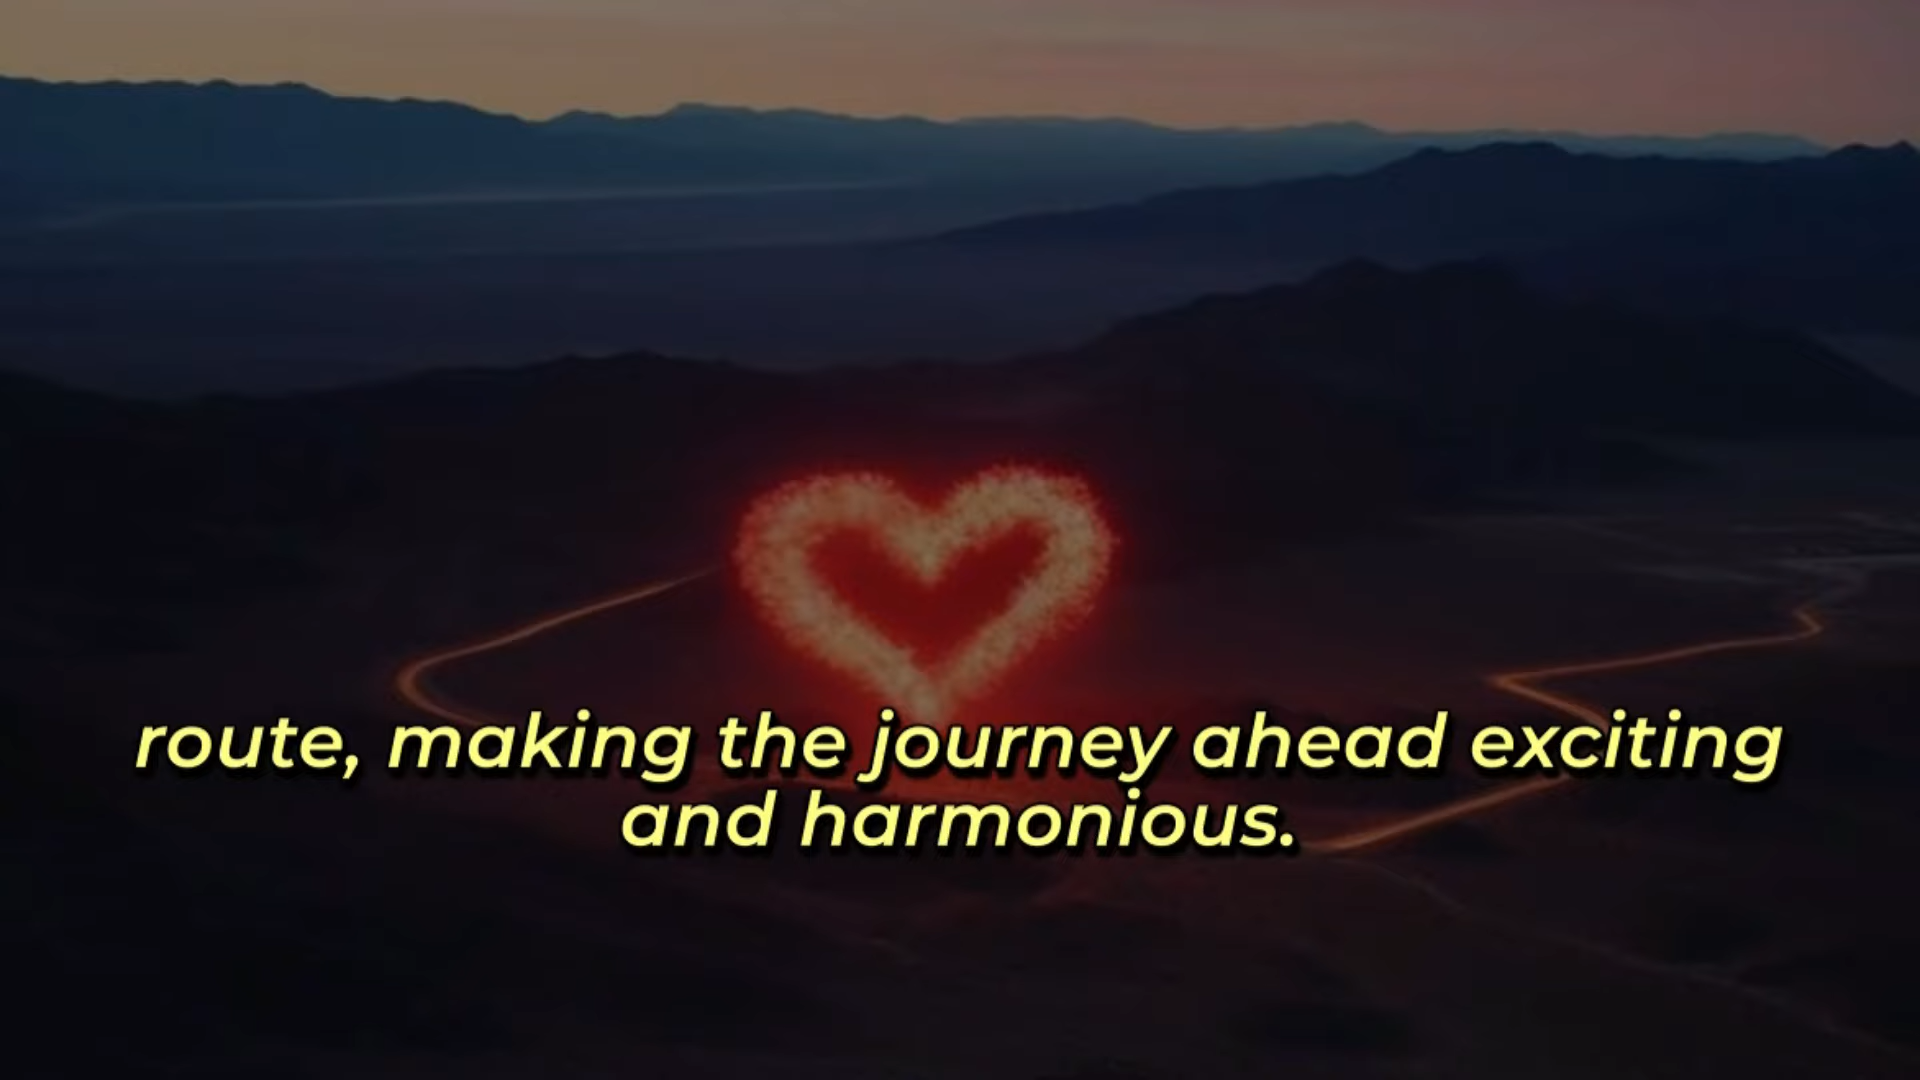 route, making the journey ahead exciting
and harmonious.